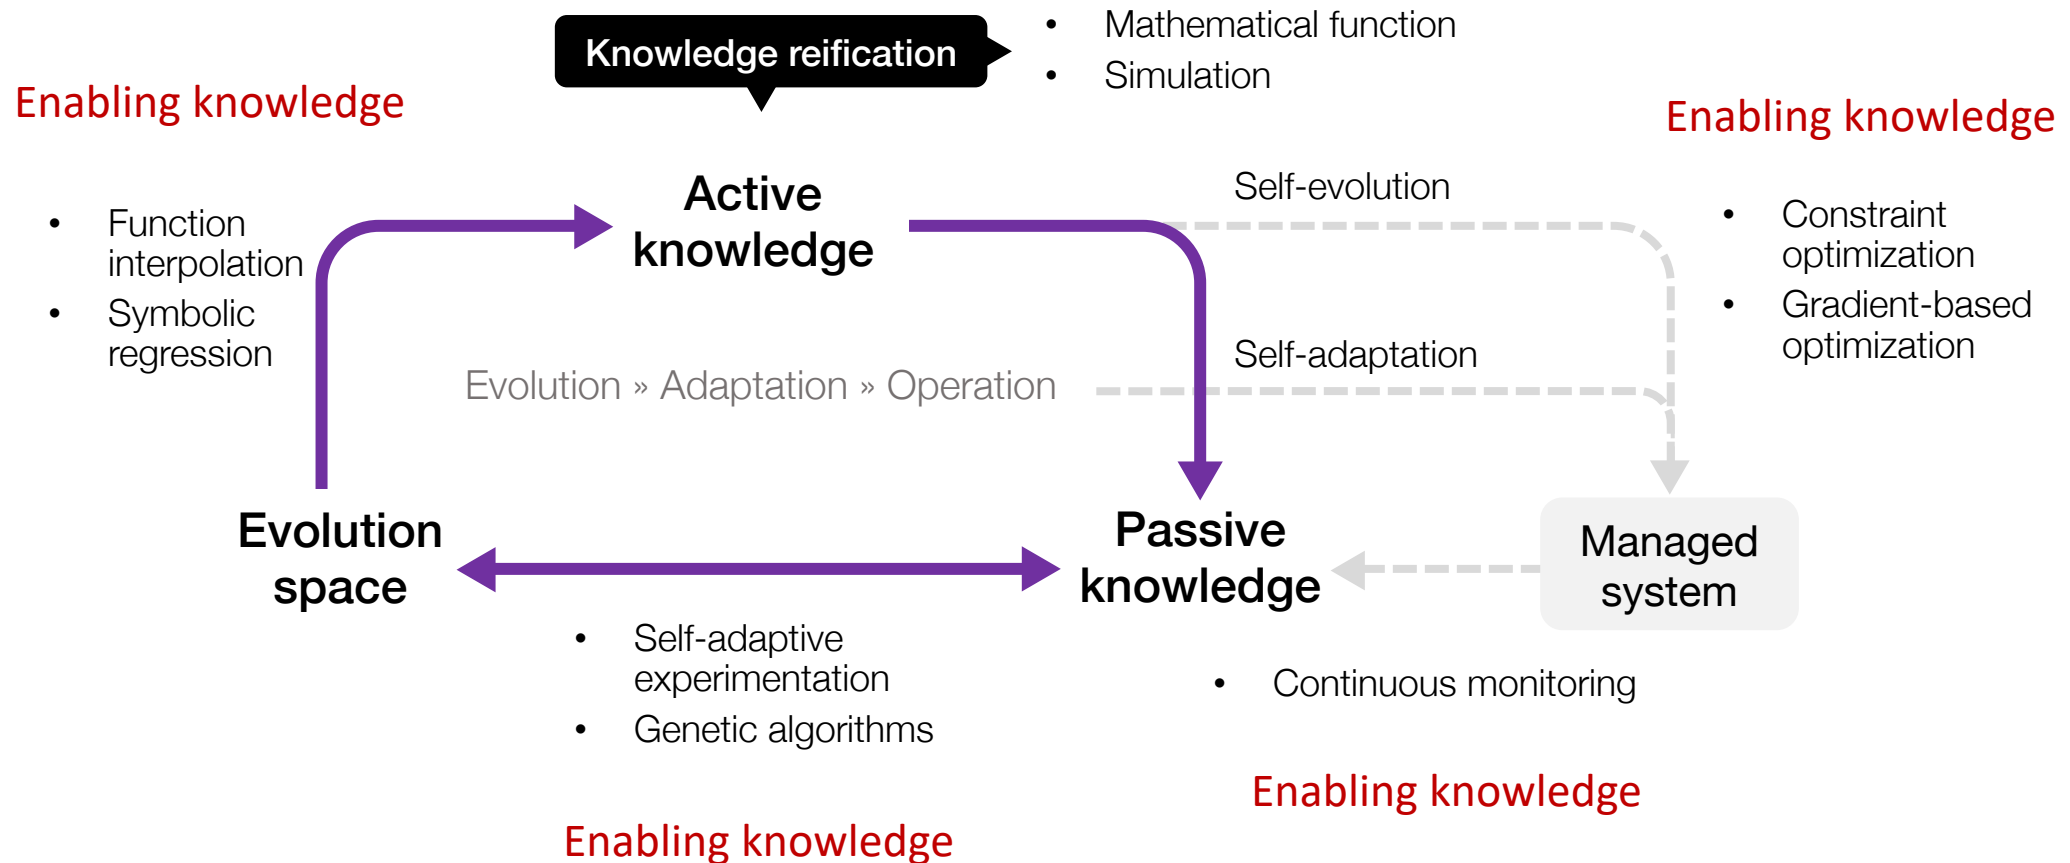 Knowledge reification
• Mathematical function
• Simulation
Enabling knowledge
Enabling knowledge
Active
knowledge
Self-evolution
• Function
interpolation
• Symbolic
regression
• Constraint
optimization
• Gradient-based
optimization
Self-adaptation
Evolution » Adaptation » Operation
Evolution
space
Passive
knowledge
Managed
system
• Self-adaptive
experimentation
• Genetic algorithms
• Continuous monitoring
Enabling knowledge
Enabling knowledge